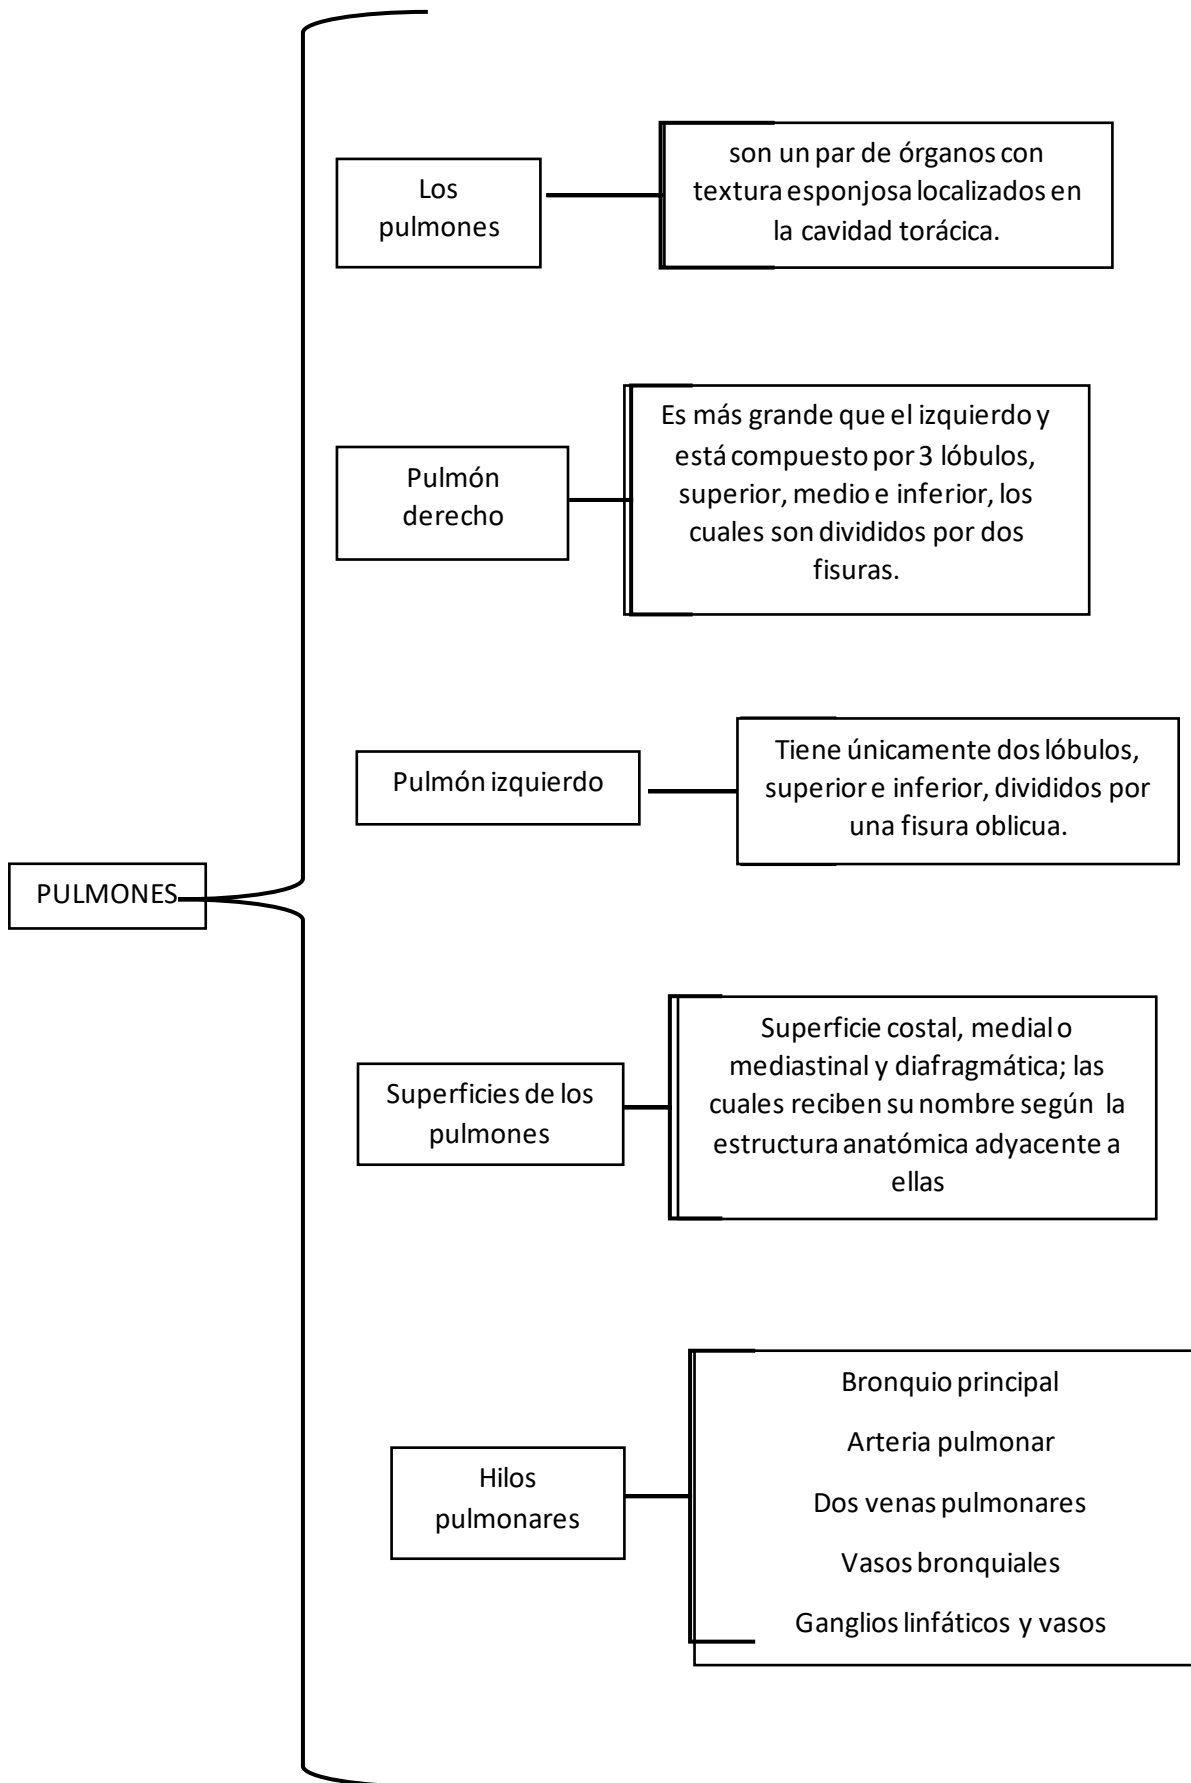 Los
pulmones
son un par de órganos con
textura esponjosa localizados en
la cavidad torácica.
Pulmón
derecho
Es más grande que el izquierdo y
está compuesto por 3 lóbulos,
superior, medio e inferior, los
cuales son divididos por dos
fisuras.
Pulmón izquierdo
Tiene únicamente dos lóbulos,
superior e inferior, divididos por
una fisura oblicua.
PULMONES
Superficies de los
pulmones
Superficie costal, medial o
mediastinal y diafragmática; las
cuales reciben su nombre según la
estructura anatómica adyacente a
ellas
Hilos
pulmonares
Bronquio principal
Arteria pulmonar
Dos venas pulmonares
Vasos bronquiales
Ganglios linfáticos y vasos